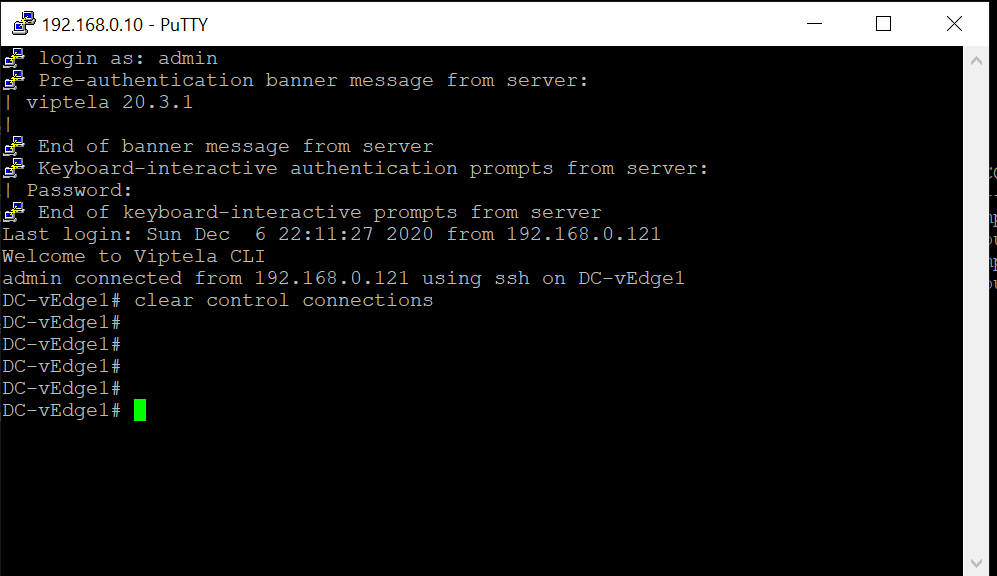 192.168.0.10 - PuTTY
login as: admin
Pre-authentication banner message from server:
| viptela 20.3.1
|
End of banner message from server
Keyboard-interactive authentication prompts from server:
| Password:
End of keyboard-interactive prompts from server
Last login: Sun Dec  6 22:11:27 2020 from 192.168.0.121
Welcome to Viptela CLI
admin connected from 192.168.0.121 using ssh on DC-vEdge1
DC-vEdge1# clear control connections
DC-vEdge1#
DC-vEdge1#
DC-vEdge1#
DC-vEdge1#
DC-vEdge1#